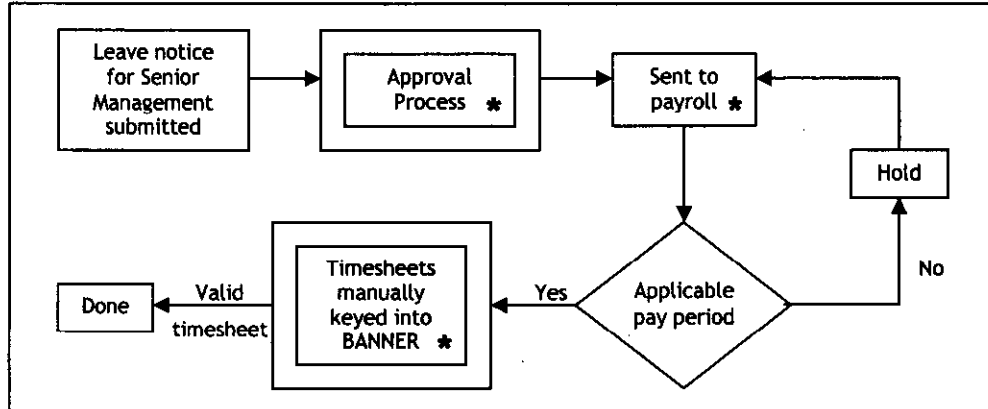 Leave notice
for Senior
Management
submitted
Approval
Process *
Sent to
payroll *
Hold
No
Applicable
pay period
Yes
Timesheets
manually
keyed into
BANNER *
Valid
timesheet
Done